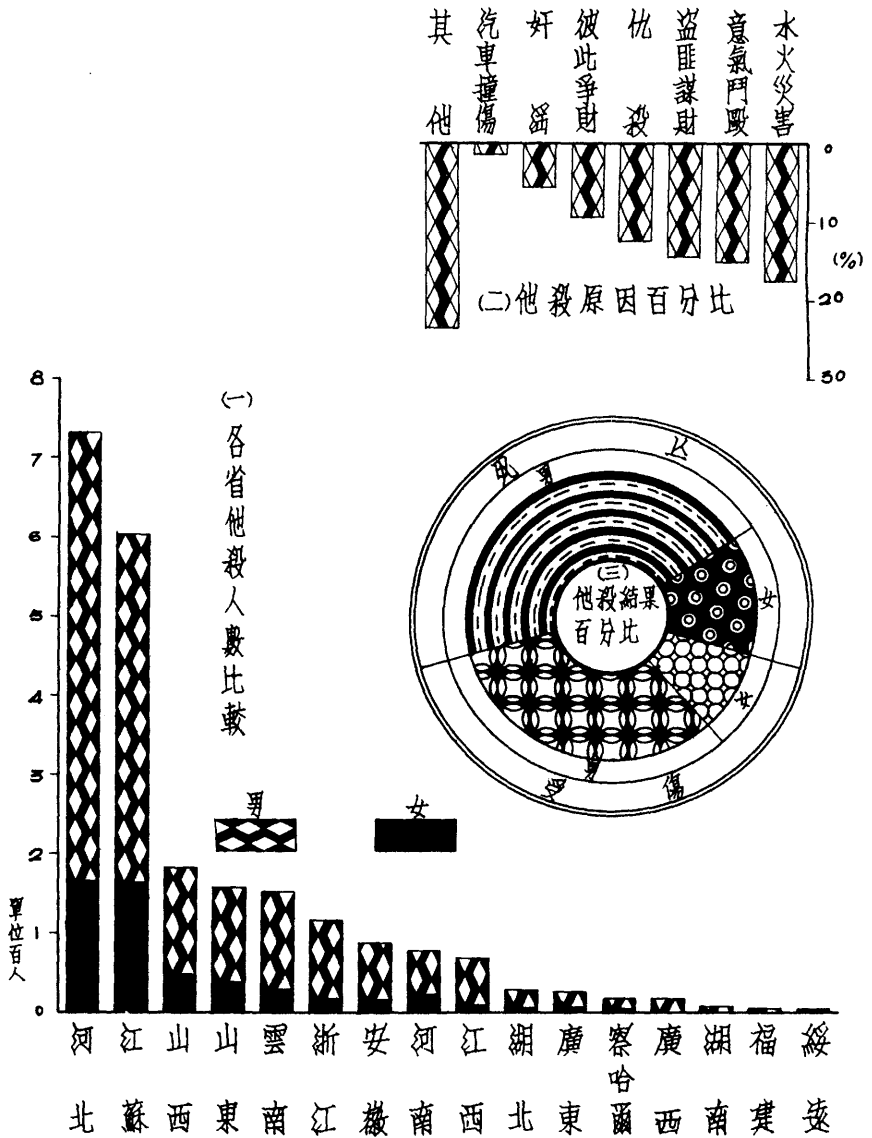 其他
汽車撞傷
奸淫
彼此爭財
仇殺
盜匪謀財
意氣鬥毆
水火災害
0
10
(%)
20
30
(二)他殺原因百分比
8
7
6
5
4
3
2
1
0
單位百人
(一)各省他殺人數比較
男
女
(三)
他殺結果
百分比
死
亡
男
女
女
男
受
傷
河北
江蘇
山西
山東
雲南
浙江
安徽
河南
江西
湖北
廣東
察哈爾
廣西
湖南
福建
綏遠